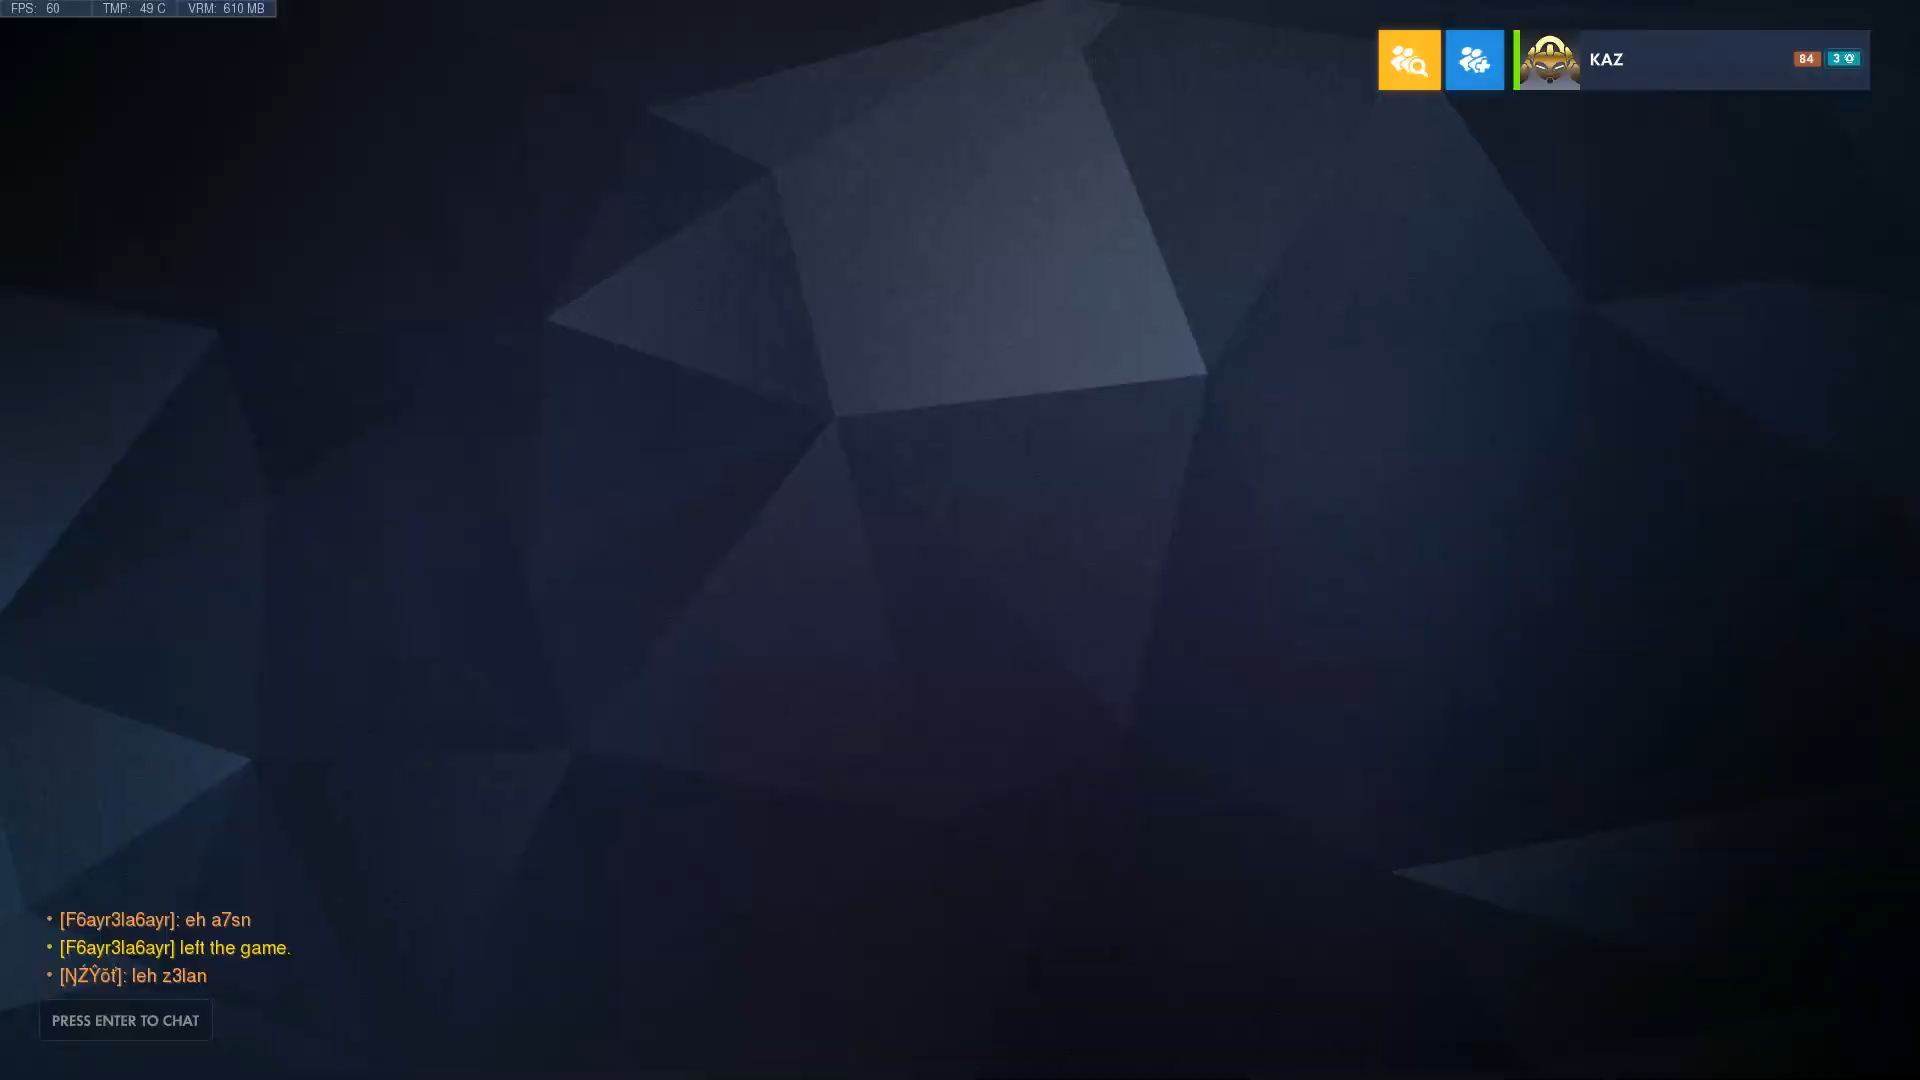 FPS: 60 TMP: 49 C VRM: 610 MB
KAZ 84 3
[F6ayr3la6ayr]: eh a7sn
[F6ayr3la6ayr] left the game.
[ŅŹŶŏť]: leh z3lan
PRESS ENTER TO CHAT